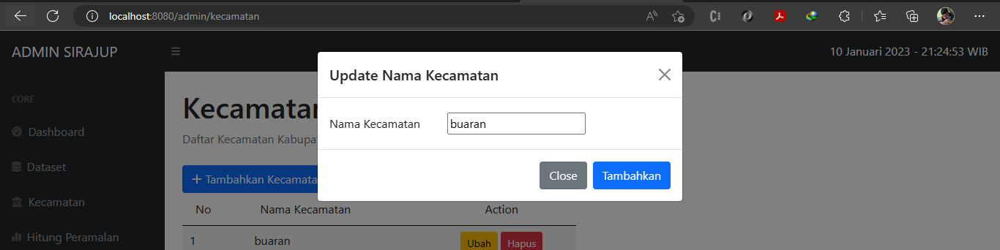 localhost:8080/admin/kecamatan
ADMIN SIRAJUP
10 Januari 2023 - 21:24:53 WIB
Update Nama Kecamatan
CORE
Kecamatan
Nama Kecamatan buaran
Dashboard
Daftar Kecamatan Kabupa
Dataset
Close Tambahkan
+ Tambahkan Kecamata
Kecamatan
No Nama Kecamatan Action
Hitung Peramalan
1 buaran Ubah Hapus